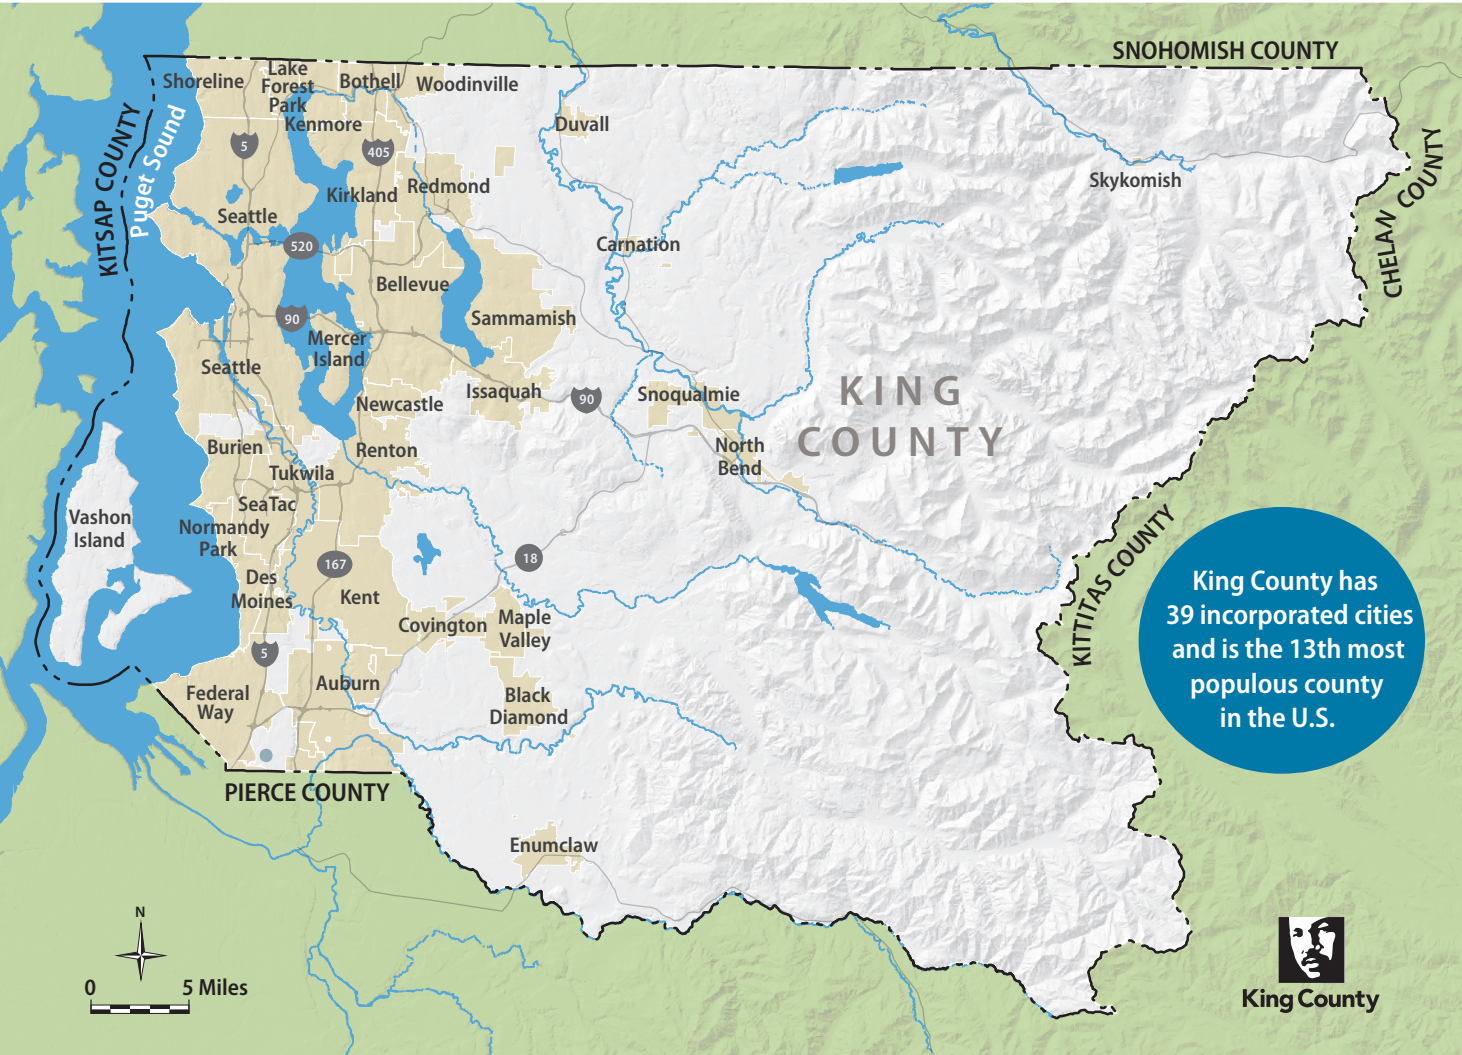 SNOHOMISH COUNTY
Shoreline
Lake
Forest
Park
Bothell
Woodinville
Kenmore
Duvall
KITSAP COUNTY
Puget Sound
5
405
CHELAN COUNTY
Kirkland
Redmond
Skykomish
Seattle
520
Carnation
Bellevue
90
Sammamish
Mercer
Island
Seattle
Issaquah
90
Snoqualmie
KING
COUNTY
Newcastle
Burien
Renton
North
Bend
Tukwila
SeaTac
Vashon
Island
Normandy
Park
KITTITAS COUNTY
167
18
Des
Moines
Kent
Covington
Maple
Valley
King County has
39 incorporated cities
and is the 13th most
populous county
in the U.S.
5
Auburn
Federal
Way
Black
Diamond
PIERCE COUNTY
Enumclaw
N
0 5 Miles
King County